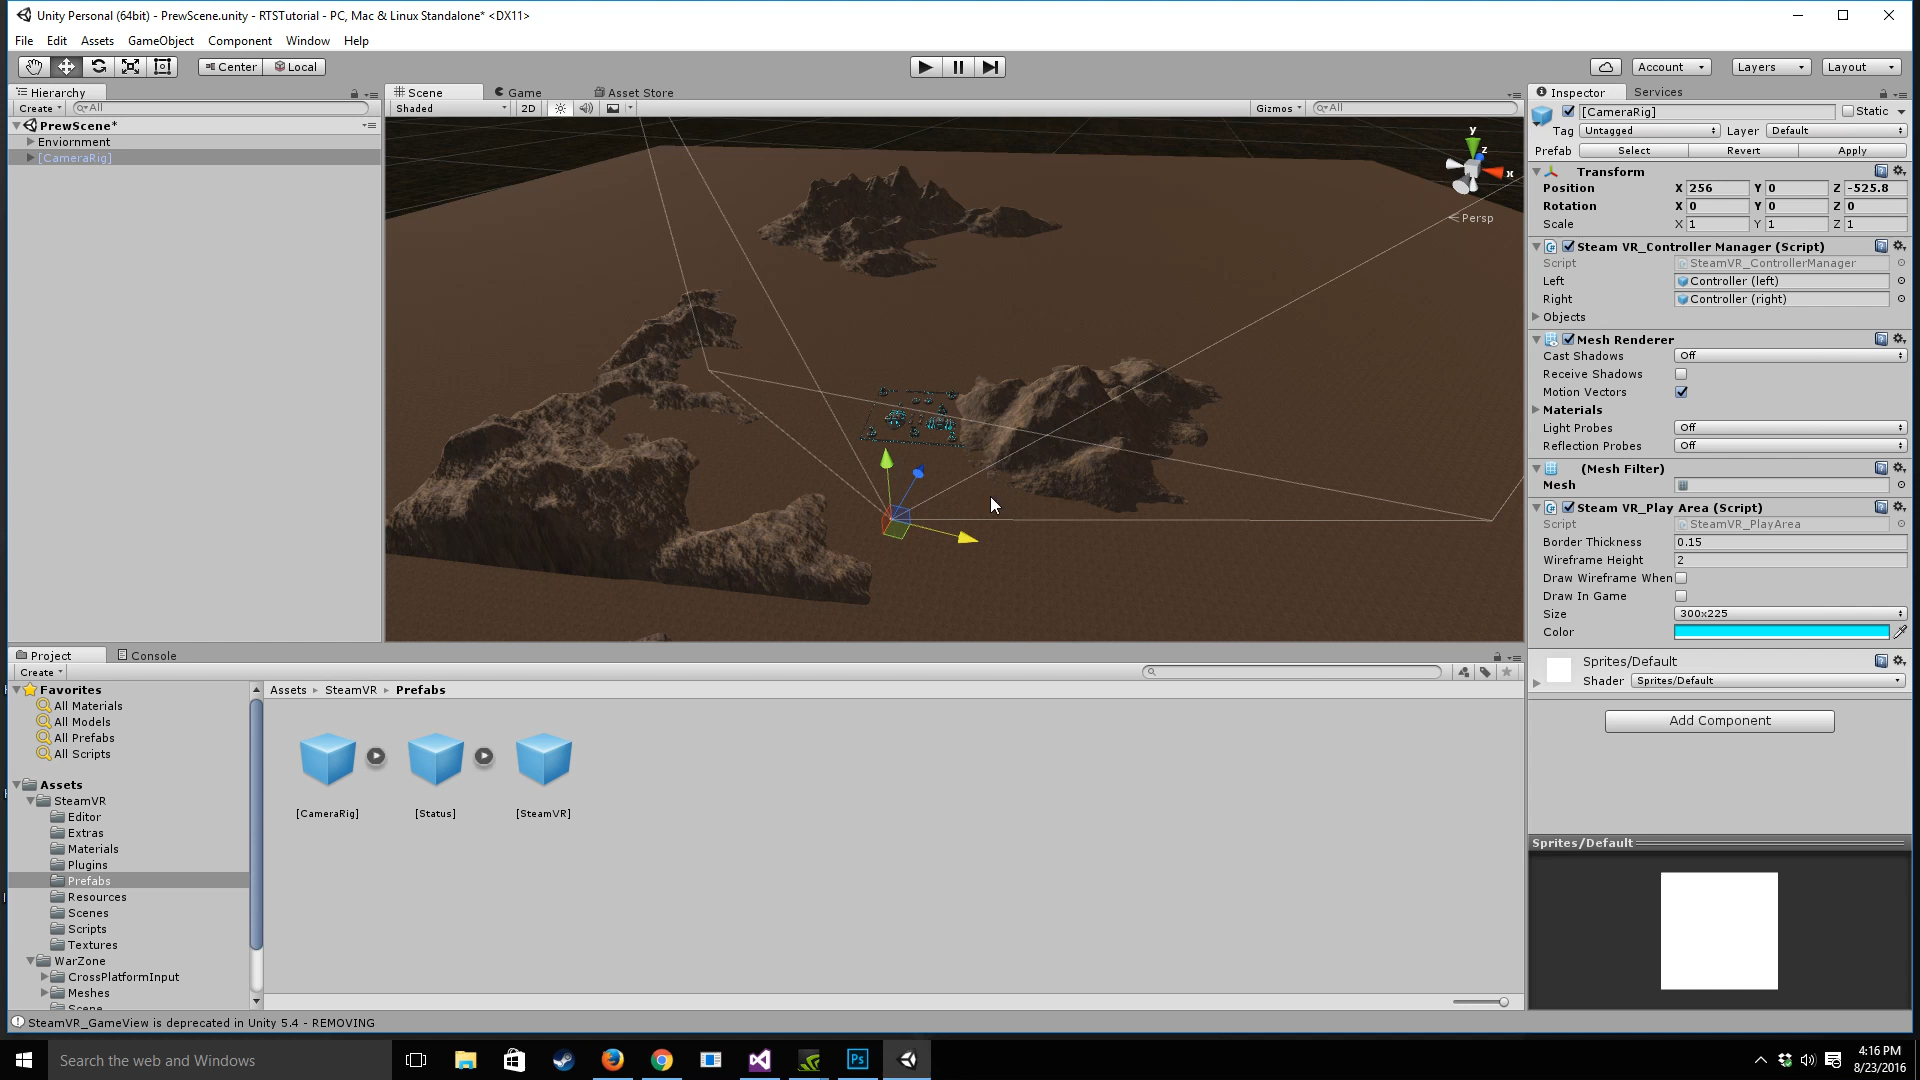 Unity Personal (64bit) - PrewScene.unity - RTSTutorial - PC, Mac & Linux Standalone* <DX11>
File Edit Assets GameObject Component Window Help
Center Local Account Layers Layout
Hierarchy
Create All
PrewScene*
Enviornment
[CameraRig]
Scene Game Asset Store
Shaded 2D Gizmos All
y
z
x
Persp
Inspector Services
[CameraRig] Static
Tag Untagged Layer Default
Prefab Select Revert Apply
Transform
Position X 256 Y 0 Z -525.8
Rotation X 0 Y 0 Z 0
Scale X 1 Y 1 Z 1
Steam VR_Controller Manager (Script)
Script SteamVR_ControllerManager
Left Controller (left)
Right Controller (right)
Objects
Mesh Renderer
Cast Shadows Off
Receive Shadows
Motion Vectors
Materials
Light Probes Off
Reflection Probes Off
(Mesh Filter)
Mesh
Steam VR_Play Area (Script)
Script SteamVR_PlayArea
Border Thickness 0.15
Wireframe Height 2
Draw Wireframe When
Draw In Game
Size 300x225
Color
Sprites/Default
Shader Sprites/Default
Add Component
Sprites/Default
Project Console
Create
Favorites
All Materials
All Models
All Prefabs
All Scripts
Assets
SteamVR
Editor
Extras
Materials
Plugins
Prefabs
Resources
Scenes
Scripts
Textures
WarZone
CrossPlatformInput
Meshes
Scene
Assets SteamVR Prefabs
[CameraRig] [Status] [SteamVR]
SteamVR_GameView is deprecated in Unity 5.4 - REMOVING
Search the web and Windows
Ps
4:16 PM
8/23/2016